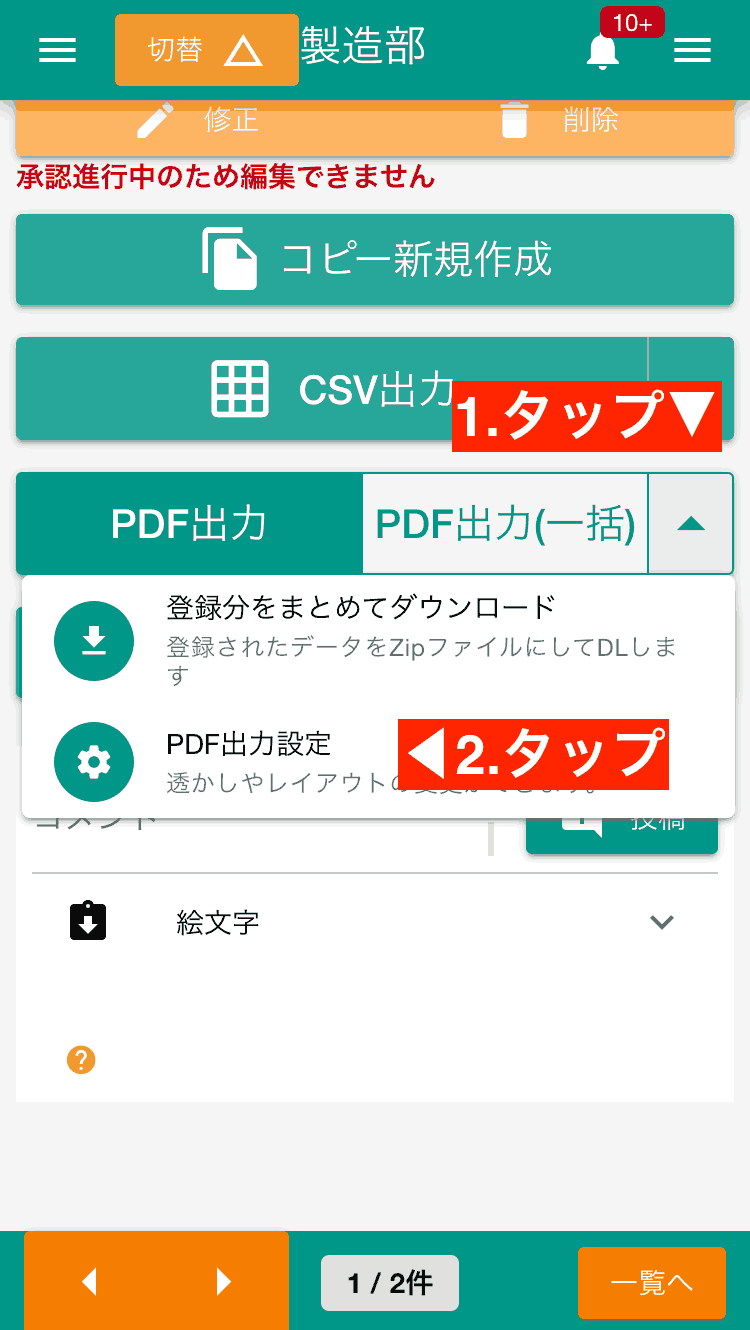 切替 製造部 10+
修正 削除
承認進行中のため編集できません
コピー新規作成
CSV出力
1.タップ▼
PDF出力 PDF出力(一括)
登録分をまとめてダウンロード
登録されたデータをZipファイルにしてDLしま
す
PDF出力設定
◀2.タップ
透かしやレイアウトの
コメント 投稿
絵文字
?
1 / 2件 一覧へ